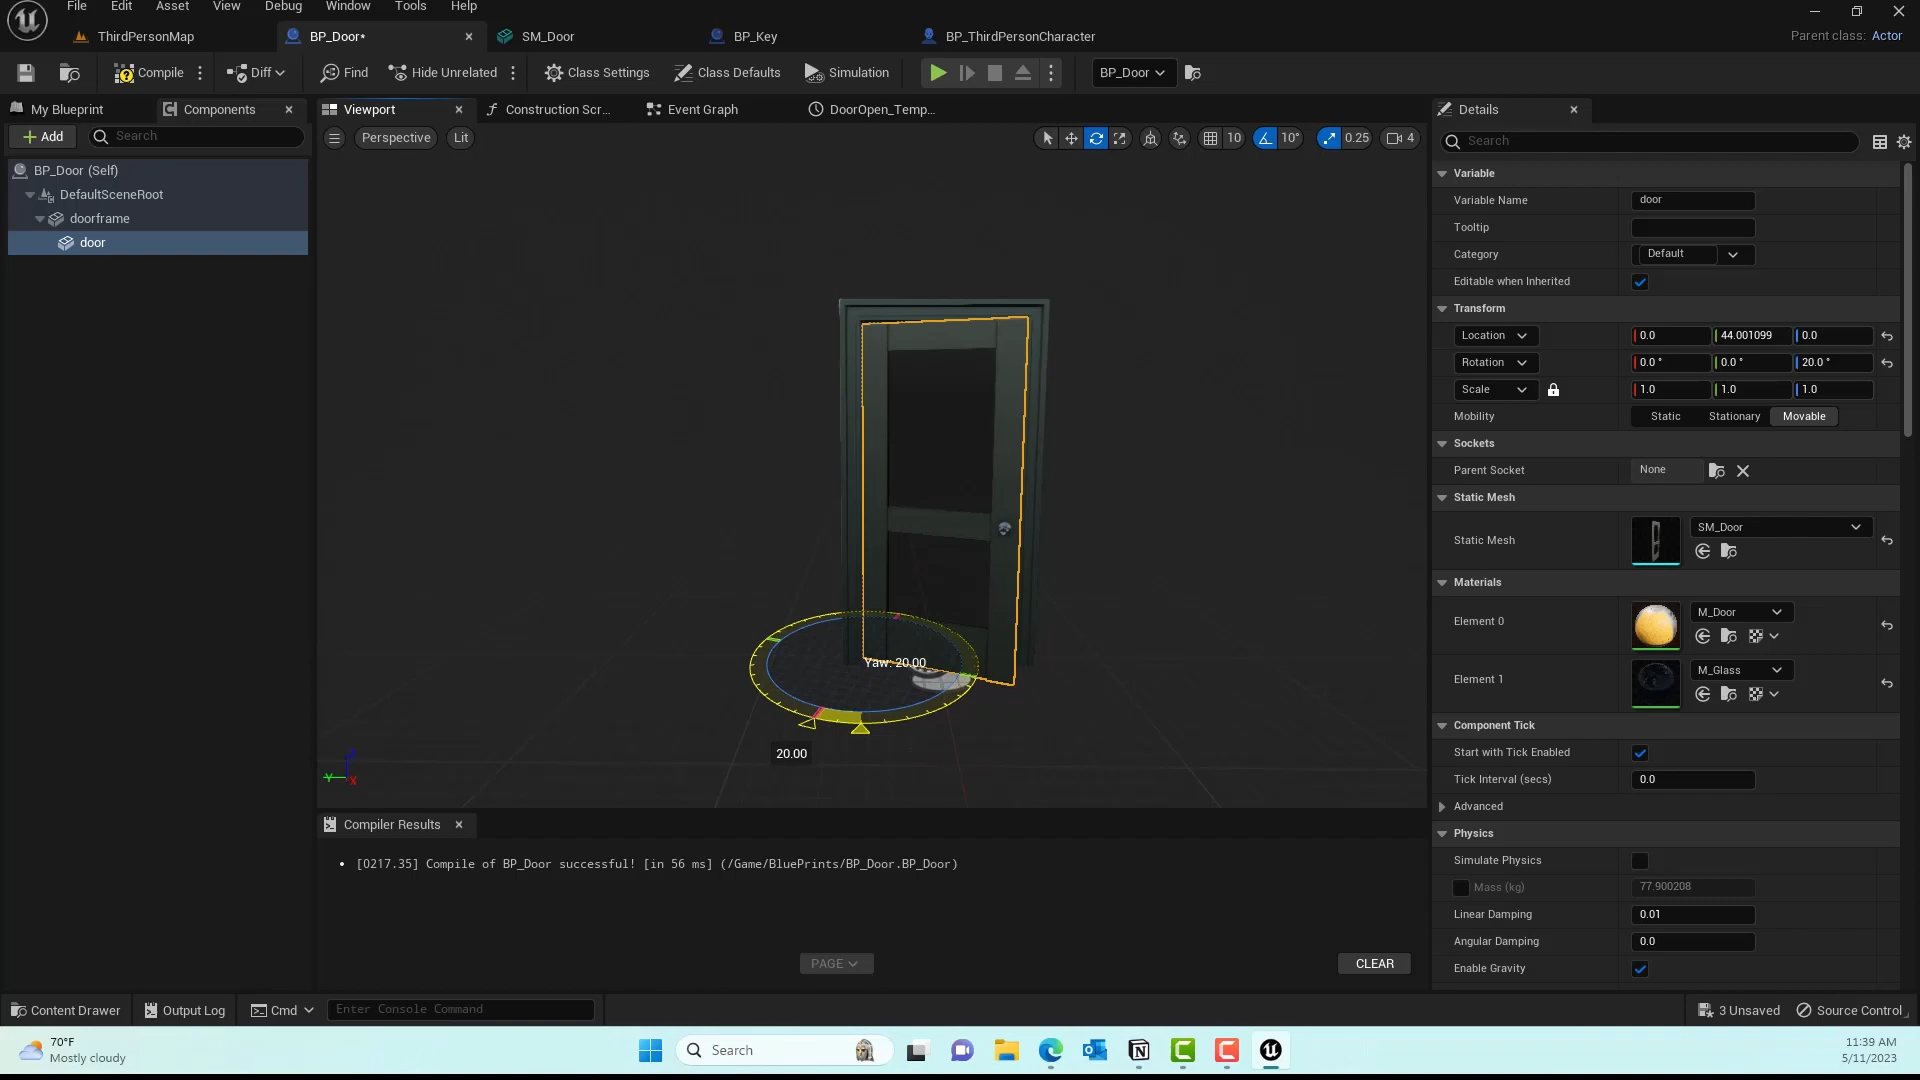 File Edit Asset View Debug Window Tools Help
ThirdPersonMap BP_Door* SM_Door BP_Key BP_ThirdPersonCharacter Parent class: Actor
Compile Diff Find Hide Unrelated Class Settings Class Defaults Simulation BP_Door
My Blueprint Components Viewport Construction Scr... Event Graph DoorOpen_Temp... Details
Add Search Perspective Lit 10 10° 0.25 4 Search
BP_Door (Self)
DefaultSceneRoot
doorframe
door
Yaw: 20.00
20.00
Y Z X
Variable
Variable Name door
Tooltip
Category Default
Editable when Inherited
Transform
Location 0.0 44.001099 0.0
Rotation 0.0 ° 0.0 ° 20.0 °
Scale 1.0 1.0 1.0
Mobility Static Stationary Movable
Sockets
Parent Socket None
Static Mesh
Static Mesh SM_Door
Materials
Element 0 M_Door
Element 1 M_Glass
Component Tick
Start with Tick Enabled
Tick Interval (secs) 0.0
Advanced
Physics
Simulate Physics
Mass (kg) 77.900208
Linear Damping 0.01
Angular Damping 0.0
Enable Gravity
Compiler Results
• [0217.35] Compile of BP_Door successful! [in 56 ms] (/Game/BluePrints/BP_Door.BP_Door)
PAGE CLEAR
Content Drawer Output Log Cmd Enter Console Command 3 Unsaved Source Control
70°F
Mostly cloudy
Search
11:39 AM
5/11/2023